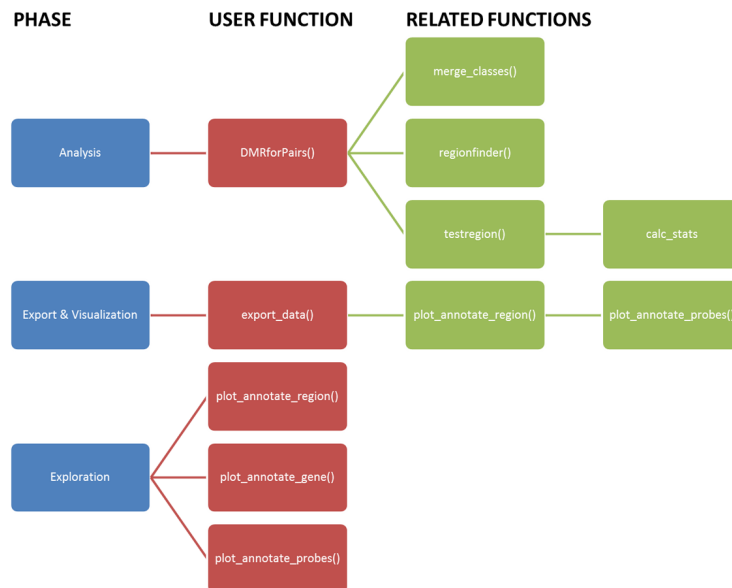 PHASE
USER FUNCTION
RELATED FUNCTIONS
merge_classes()
Analysis
DMRforPairs()
regionfinder()
testregion()
calc_stats
Export & Visualization
export_data()
plot_annotate_region()
plot_annotate_probes()
plot_annotate_region()
Exploration
plot_annotate_gene()
plot_annotate_probes()